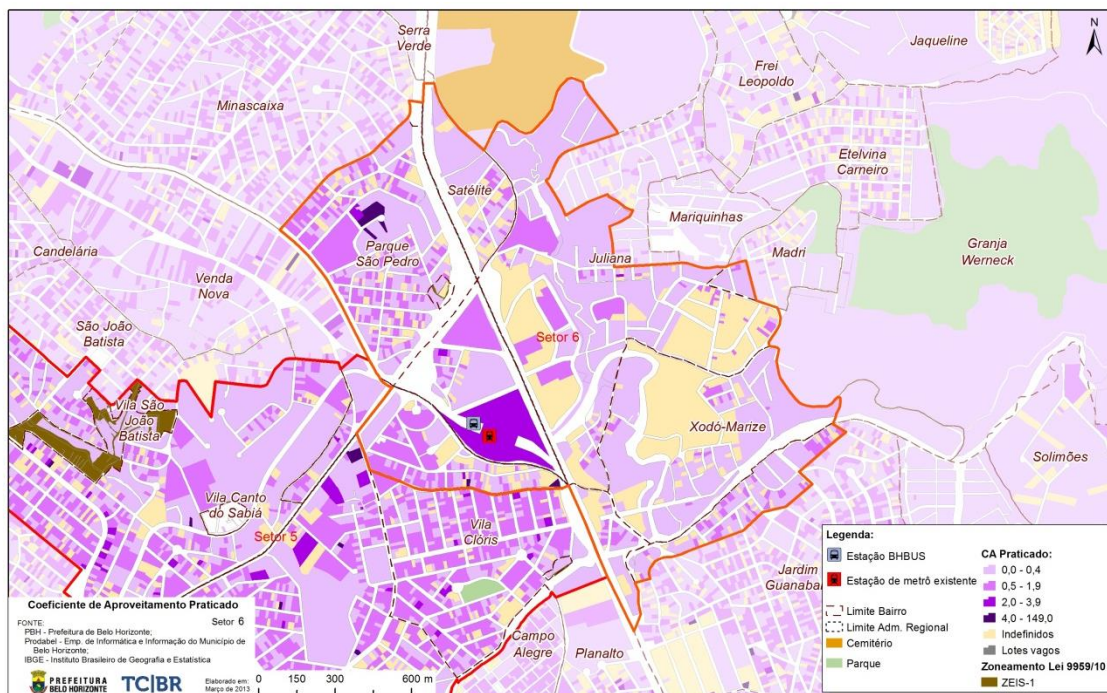 N
Serra
Verde
Jaqueline
Frei
Leopoldo
Minascaixa
Etelvina
Carneiro
Satélite
Mariquinhas
Candelária
Parque
São Pedro
Juliana
Madri
Granja
Werneck
Venda
Nova
São João
Batista
Setor 6
Vila São
João
Batista
Xodó-Marize
Solimões
Vila Canto
do Sabiá
Setor 5
Vila
Clóris
Jardim
Guanabar
Campo
Alegre
Planalto
Legenda:
Estação BHBUS
Estação de metrô existente
Limite Bairro
Limite Adm. Regional
Cemitério
Parque
CA Praticado:
0,0 - 0,4
0,5 - 1,9
2,0 - 3,9
4,0 - 149,0
Indefinidos
Lotes vagos
Zoneamento Lei 9959/10
ZEIS-1
Coeficiente de Aproveitamento Praticado
Setor 6
FONTE:
PBH - Prefeitura de Belo Horizonte;
Prodabel - Emp. de Informática e Informação do Município de
Belo Horizonte;
IBGE - Instituto Brasileiro de Geografia e Estatística
PREFEITURA
BELO HORIZONTE
TC|BR
Elaborado em:
Março de 2013
0 150 300 600 m